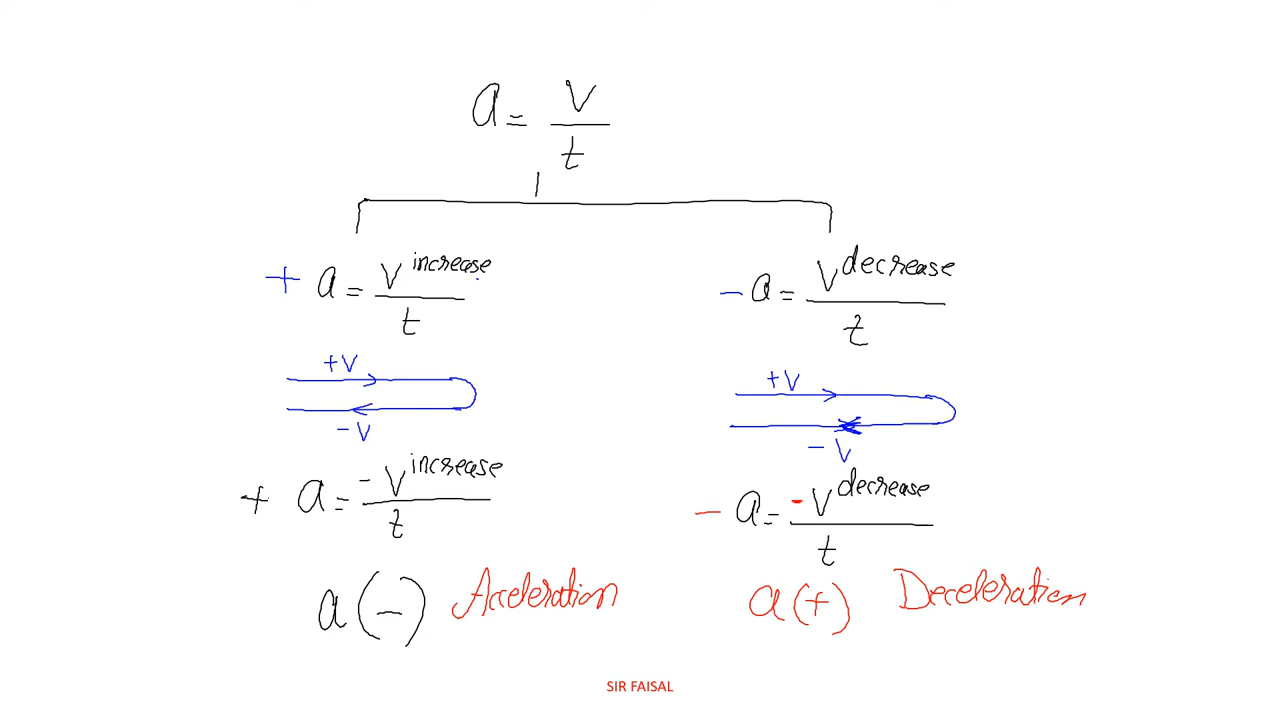 a = V
t
+ a = V increase
t
+V
-V
+ a = -V increase
t
a (-) Acceleration
- a = V decrease
t
+V
-V
- a = -V decrease
t
a (+) Deceleration
SIR FAISAL